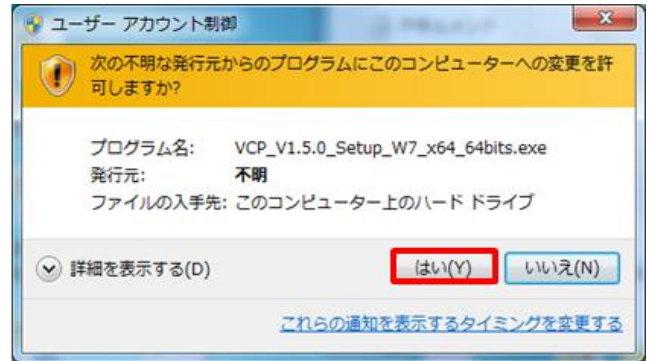 ユーザー アカウント制御
次の不明な発行元からのプログラムにこのコンピューターへの変更を許
可しますか?
プログラム名: VCP_V1.5.0_Setup_W7_x64_64bits.exe
発行元: 不明
ファイルの入手先: このコンピューター上のハード ドライブ
詳細を表示する(D) はい(Y) いいえ(N)
これらの通知を表示するタイミングを変更する